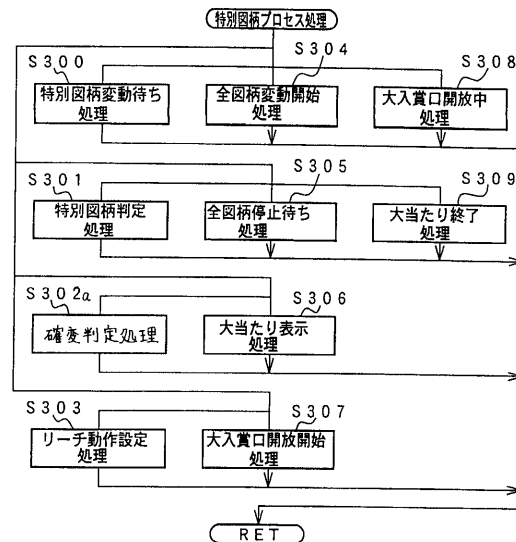 特別図柄プロセス処理
S300
特別図柄変動待ち
処理
S304
全図柄変動開始
処理
S308
大入賞口開放中
処理
S301
特別図柄判定
処理
S305
全図柄停止待ち
処理
S309
大当たり終了
処理
S302a
確変判定処理
S306
大当たり表示
処理
S303
リーチ動作設定
処理
S307
大入賞口開放開始
処理
RET